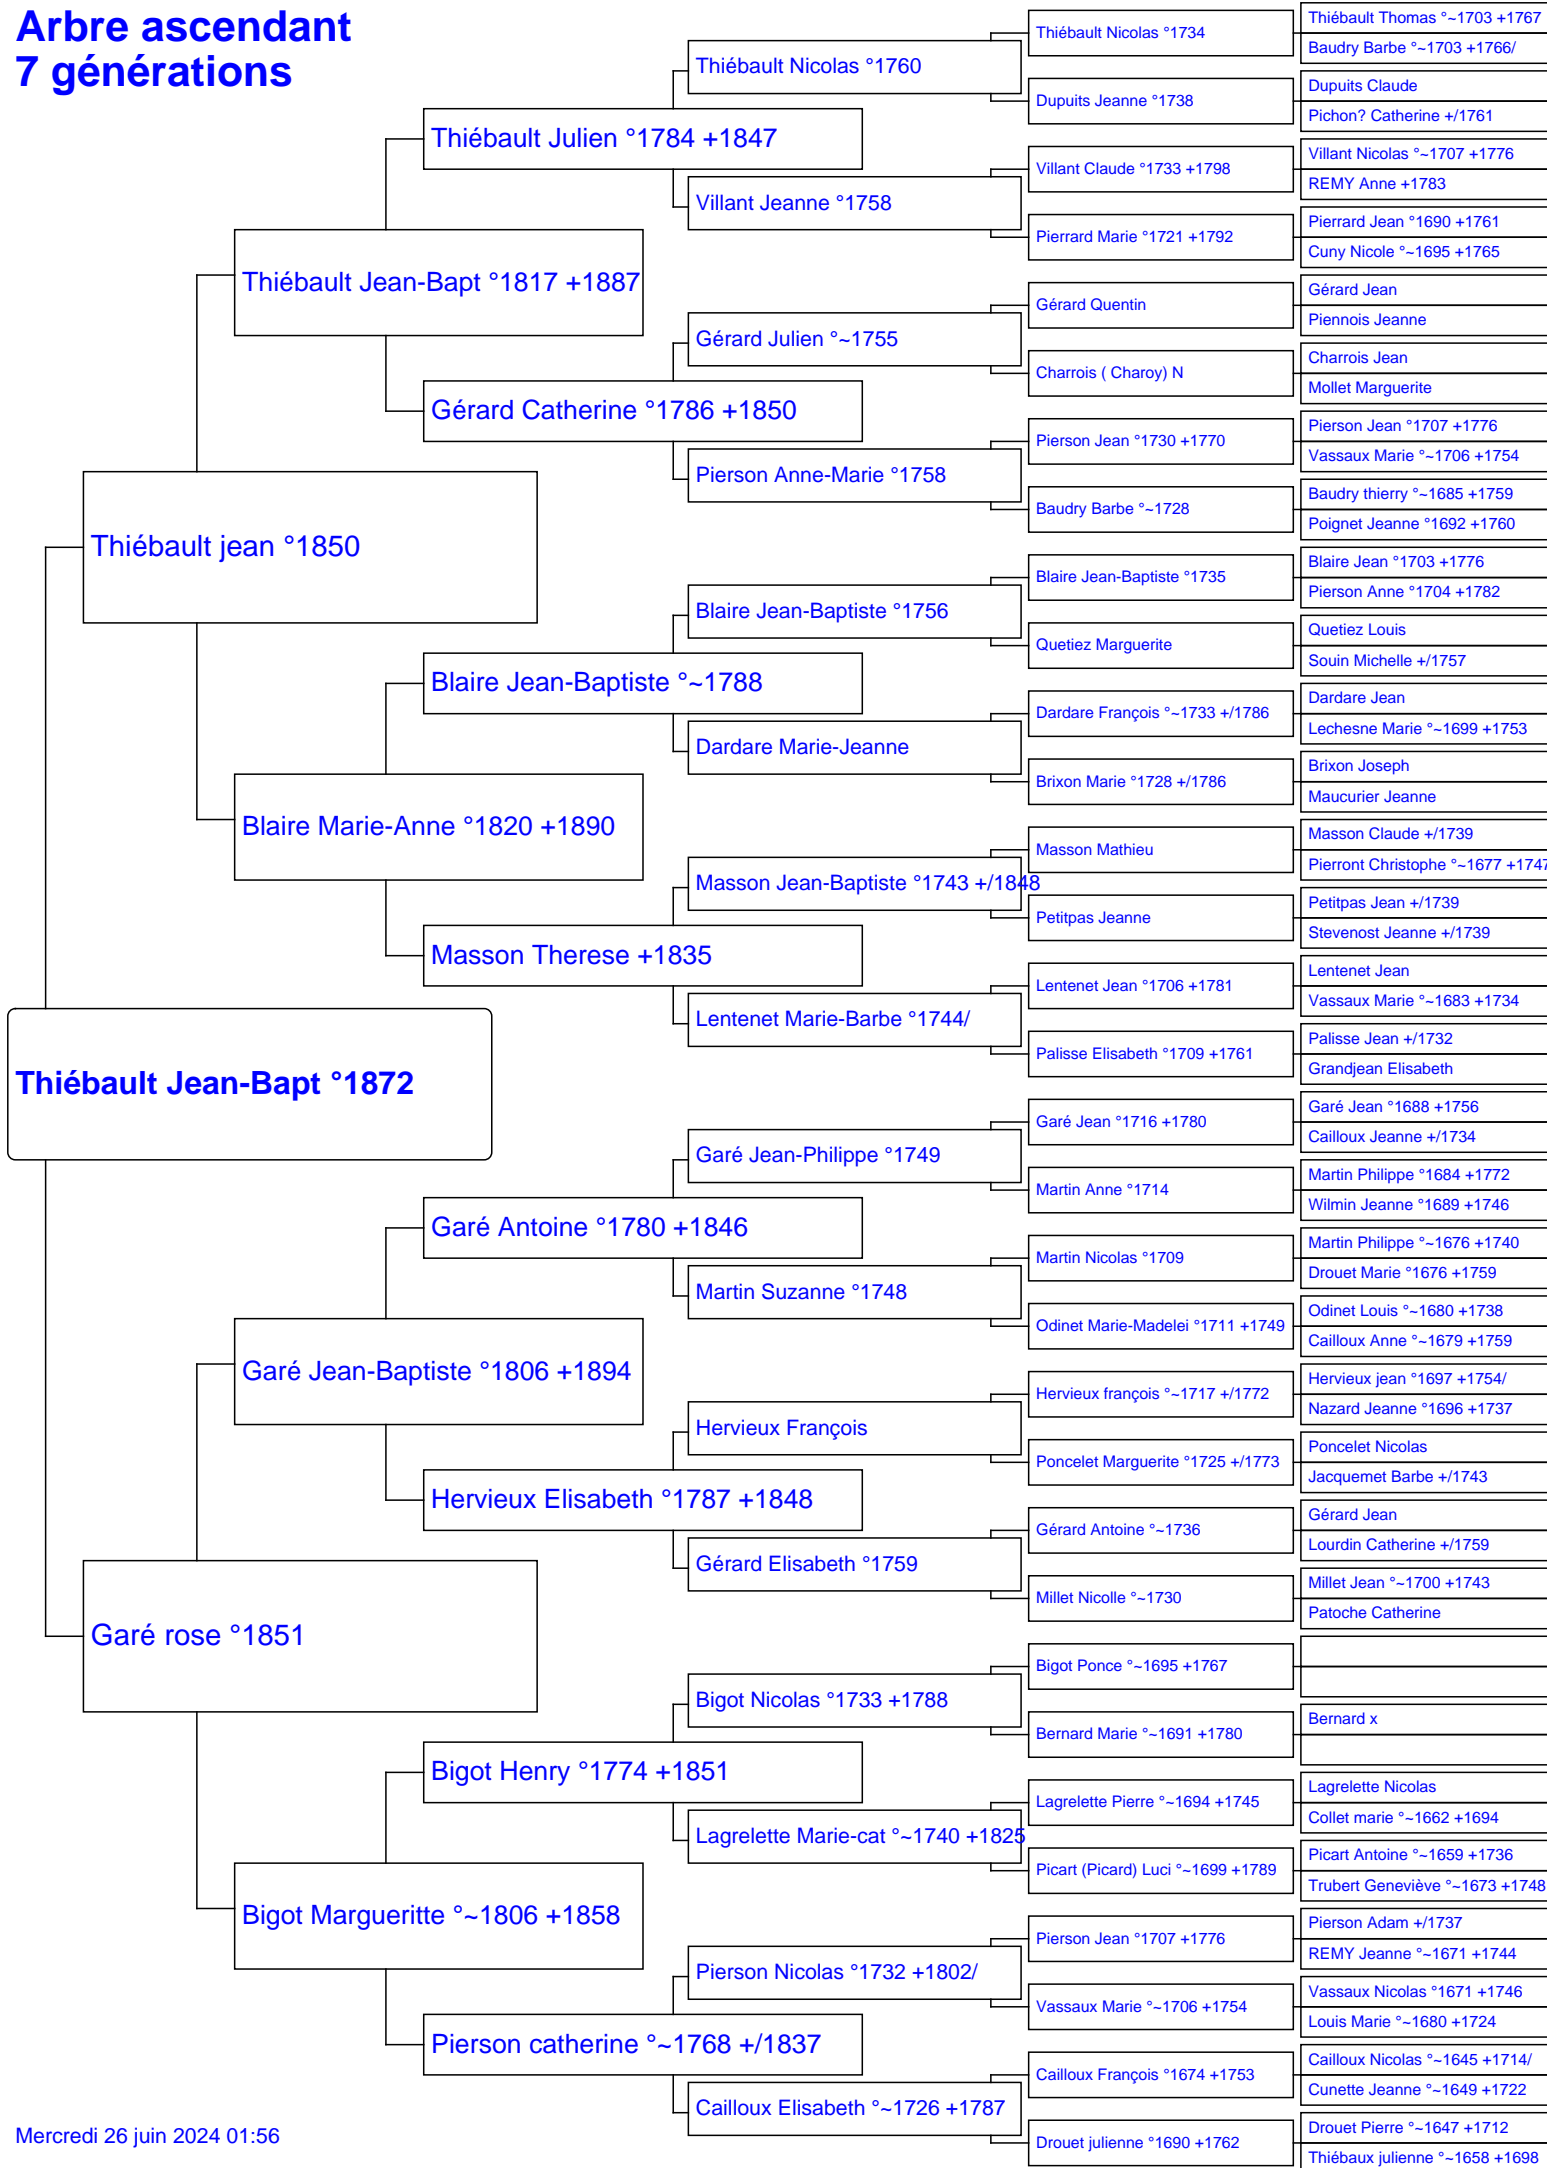 Arbre ascendant
7 générations
Thiébault Thomas °~1703 +1767
Thiébault Nicolas °1734
Baudry Barbe °~1703 +1766/
Thiébault Nicolas °1760
Dupuits Claude
Dupuits Jeanne °1738
Pichon? Catherine +/1761
Thiébault Julien °1784 +1847
Villant Nicolas °~1707 +1776
Villant Claude °1733 +1798
REMY Anne +1783
Villant Jeanne °1758
Pierrard Jean °1690 +1761
Pierrard Marie °1721 +1792
Cuny Nicole °~1695 +1765
Thiébault Jean-Bapt °1817 +1887
Gérard Jean
Gérard Quentin
Piennois Jeanne
Gérard Julien °~1755
Charrois Jean
Charrois ( Charoy) N
Mollet Marguerite
Gérard Catherine °1786 +1850
Pierson Jean °1707 +1776
Pierson Jean °1730 +1770
Vassaux Marie °~1706 +1754
Pierson Anne-Marie °1758
Baudry thierry °~1685 +1759
Baudry Barbe °~1728
Poignet Jeanne °1692 +1760
Thiébault jean °1850
Blaire Jean °1703 +1776
Blaire Jean-Baptiste °1735
Pierson Anne °1704 +1782
Blaire Jean-Baptiste °1756
Quetiez Louis
Quetiez Marguerite
Souin Michelle +/1757
Blaire Jean-Baptiste °~1788
Dardare Jean
Dardare François °~1733 +/1786
Lechesne Marie °~1699 +1753
Dardare Marie-Jeanne
Brixon Joseph
Brixon Marie °1728 +/1786
Maucurier Jeanne
Blaire Marie-Anne °1820 +1890
Masson Claude +/1739
Masson Mathieu
Pierront Christophe °~1677 +1747
Masson Jean-Baptiste °1743 +/1848
Petitpas Jean +/1739
Petitpas Jeanne
Stevenost Jeanne +/1739
Masson Therese +1835
Lentenet Jean
Lentenet Jean °1706 +1781
Vassaux Marie °~1683 +1734
Lentenet Marie-Barbe °1744/
Palisse Jean +/1732
Palisse Elisabeth °1709 +1761
Grandjean Elisabeth
Thiébault Jean-Bapt °1872
Garé Jean °1688 +1756
Garé Jean °1716 +1780
Cailloux Jeanne +/1734
Garé Jean-Philippe °1749
Martin Philippe °1684 +1772
Martin Anne °1714
Wilmin Jeanne °1689 +1746
Garé Antoine °1780 +1846
Martin Philippe °~1676 +1740
Martin Nicolas °1709
Drouet Marie °1676 +1759
Martin Suzanne °1748
Odinet Louis °~1680 +1738
Odinet Marie-Madelei °1711 +1749
Cailloux Anne °~1679 +1759
Garé Jean-Baptiste °1806 +1894
Hervieux jean °1697 +1754/
Hervieux françois °~1717 +/1772
Nazard Jeanne °1696 +1737
Hervieux François
Poncelet Nicolas
Poncelet Marguerite °1725 +/1773
Jacquemet Barbe +/1743
Hervieux Elisabeth °1787 +1848
Gérard Jean
Gérard Antoine °~1736
Lourdin Catherine +/1759
Gérard Elisabeth °1759
Millet Jean °~1700 +1743
Millet Nicolle °~1730
Patoche Catherine
Garé rose °1851
Bigot Ponce °~1695 +1767
Bigot Nicolas °1733 +1788
Bernard x
Bernard Marie °~1691 +1780
Bigot Henry °1774 +1851
Lagrelette Nicolas
Lagrelette Pierre °~1694 +1745
Collet marie °~1662 +1694
Lagrelette Marie-cat °~1740 +1825
Picart Antoine °~1659 +1736
Picart (Picard) Luci °~1699 +1789
Trubert Geneviève °~1673 +1748
Bigot Margueritte °~1806 +1858
Pierson Adam +/1737
Pierson Jean °1707 +1776
REMY Jeanne °~1671 +1744
Pierson Nicolas °1732 +1802/
Vassaux Nicolas °1671 +1746
Vassaux Marie °~1706 +1754
Louis Marie °~1680 +1724
Pierson catherine °~1768 +/1837
Cailloux Nicolas °~1645 +1714/
Cailloux François °1674 +1753
Cunette Jeanne °~1649 +1722
Cailloux Elisabeth °~1726 +1787
Drouet Pierre °~1647 +1712
Drouet julienne °1690 +1762
Thiébaux julienne °~1658 +1698
Mercredi 26 juin 2024 01:56